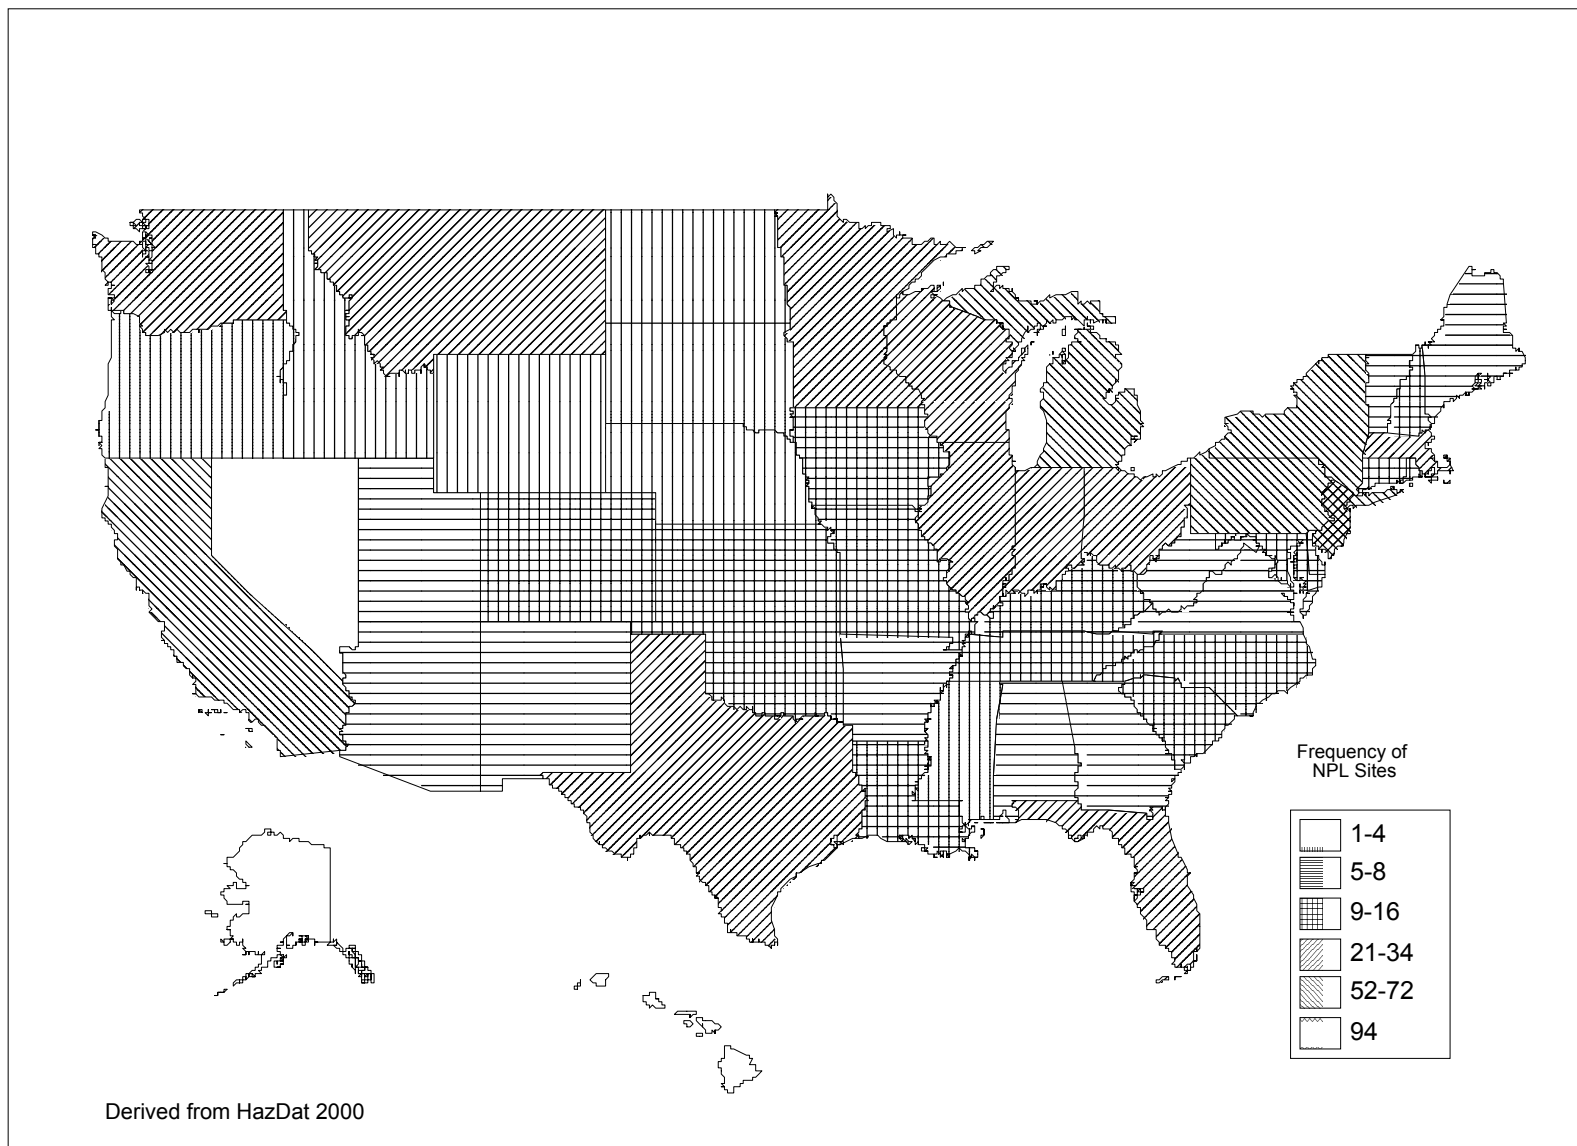 Frequency of
NPL Sites
1-4
5-8
9-16
21-34
52-72
94
Derived from HazDat 2000